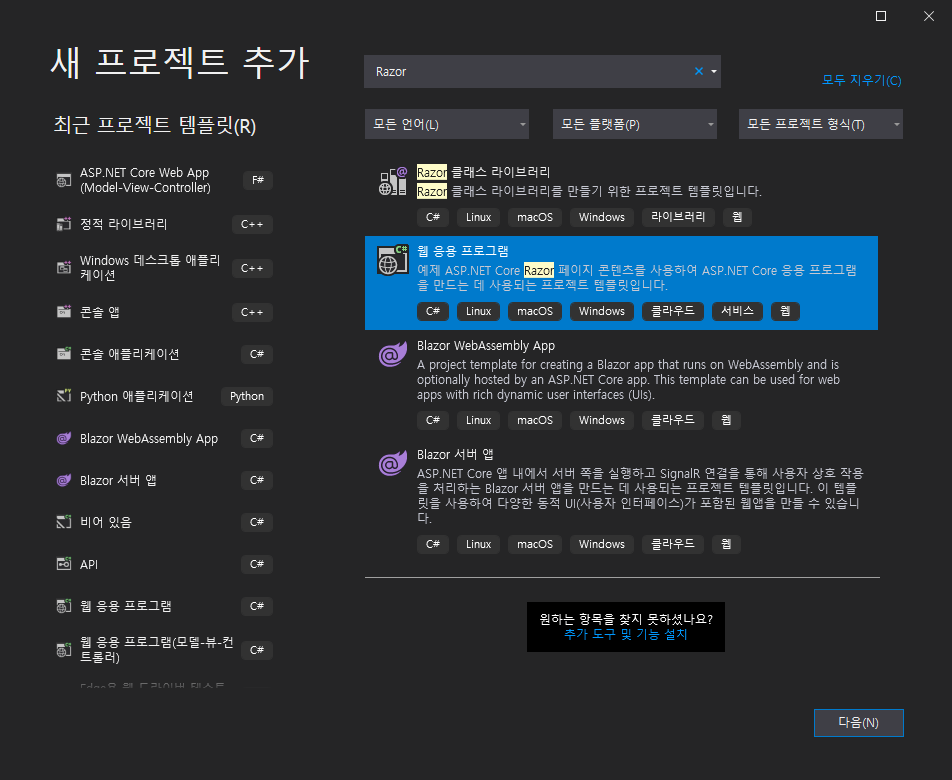 새 프로젝트 추가
최근 프로젝트 템플릿(R)
ASP.NET Core Web App
(Model-View-Controller)
F#
정적 라이브러리
C++
Windows 데스크톱 애플리
케이션
C++
콘솔 앱
C++
콘솔 애플리케이션
C#
Python 애플리케이션
Python
Blazor WebAssembly App
C#
Blazor 서버 앱
C#
비어 있음
C#
API
C#
웹 응용 프로그램
C#
웹 응용 프로그램(모델-뷰-컨
트롤러)
C#
Edge용 웹 드라이버 테스트
Razor
모두 지우기(C)
모든 언어(L)
모든 플랫폼(P)
모든 프로젝트 형식(T)
Razor 클래스 라이브러리
Razor 클래스 라이브러리를 만들기 위한 프로젝트 템플릿입니다.
C# Linux macOS Windows 라이브러리 웹
웹 응용 프로그램
예제 ASP.NET Core Razor 페이지 콘텐츠를 사용하여 ASP.NET Core 응용 프로그램
을 만드는 데 사용되는 프로젝트 템플릿입니다.
C# Linux macOS Windows 클라우드 서비스 웹
Blazor WebAssembly App
A project template for creating a Blazor app that runs on WebAssembly and is
optionally hosted by an ASP.NET Core app. This template can be used for web
apps with rich dynamic user interfaces (UIs).
C# Linux macOS Windows 클라우드 웹
Blazor 서버 앱
ASP.NET Core 앱 내에서 서버 쪽을 실행하고 SignalR 연결을 통해 사용자 상호 작용
을 처리하는 Blazor 서버 앱을 만드는 데 사용되는 프로젝트 템플릿입니다. 이 템플
릿을 사용하여 다양한 동적 UI(사용자 인터페이스)가 포함된 웹앱을 만들 수 있습니
다.
C# Linux macOS Windows 클라우드 웹
원하는 항목을 찾지 못하셨나요?
추가 도구 및 기능 설치
다음(N)